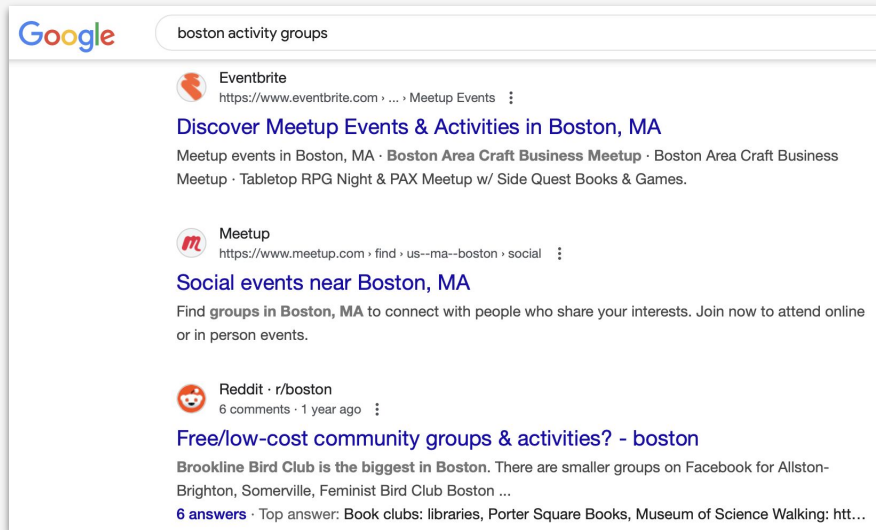 Google
boston activity groups
Eventbrite
https://www.eventbrite.com › ... › Meetup Events
Discover Meetup Events & Activities in Boston, MA
Meetup events in Boston, MA · Boston Area Craft Business Meetup · Boston Area Craft Business
Meetup · Tabletop RPG Night & PAX Meetup w/ Side Quest Books & Games.
Meetup
https://www.meetup.com › find › us--ma--boston › social
Social events near Boston, MA
Find groups in Boston, MA to connect with people who share your interests. Join now to attend online
or in person events.
Reddit · r/boston
6 comments · 1 year ago
Free/low-cost community groups & activities? - boston
Brookline Bird Club is the biggest in Boston. There are smaller groups on Facebook for Allston-
Brighton, Somerville, Feminist Bird Club Boston ...
6 answers · Top answer: Book clubs: libraries, Porter Square Books, Museum of Science Walking: htt...